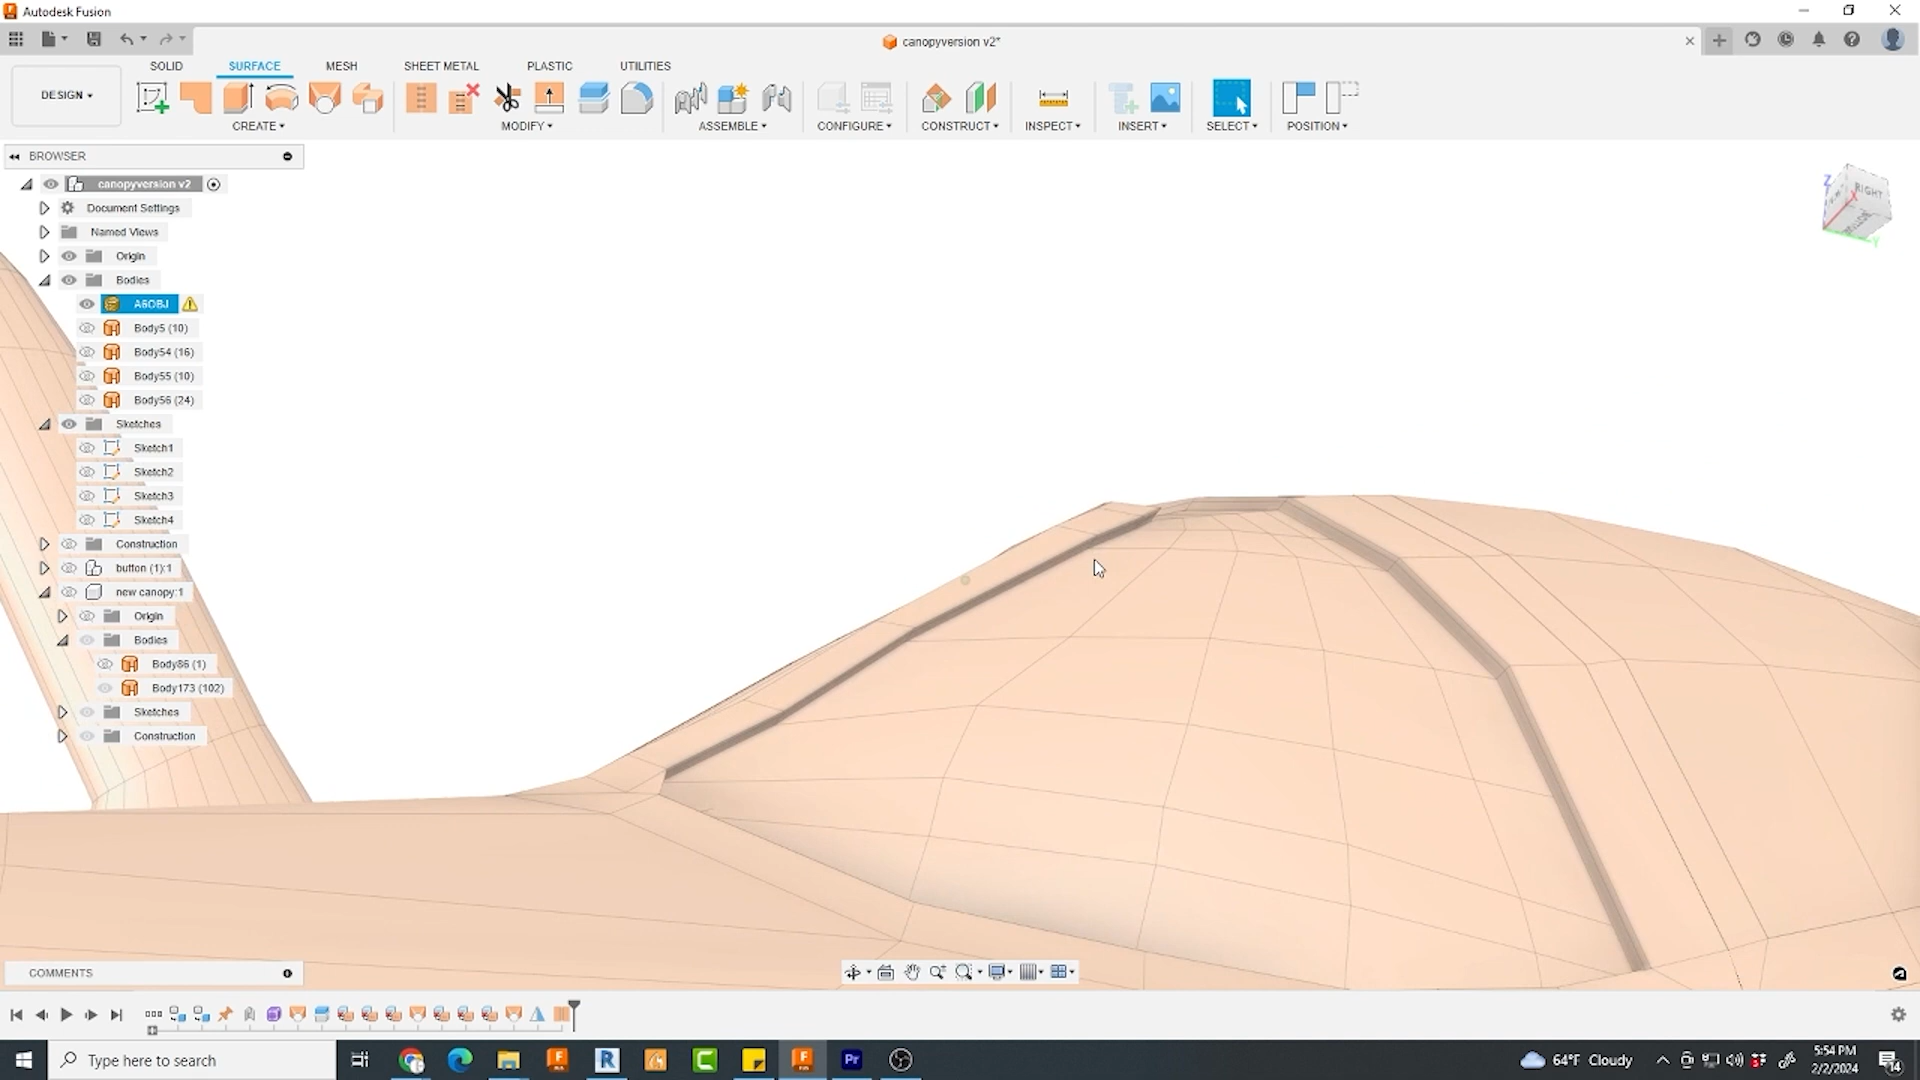 Autodesk Fusion
canopyversion v2*
SOLID SURFACE MESH SHEET METAL PLASTIC UTILITIES
DESIGN
CREATE MODIFY ASSEMBLE CONFIGURE CONSTRUCT INSPECT INSERT SELECT POSITION
BROWSER
canopyversion v2
Document Settings
Named Views
Origin
Bodies
A6OBJ
Body5 (10)
Body54 (16)
Body55 (10)
Body56 (24)
Sketches
Sketch1
Sketch2
Sketch3
Sketch4
Construction
button (1):1
new canopy:1
Origin
Bodies
Body86 (1)
Body173 (102)
Sketches
Construction
Z RIGHT
X
Y
COMMENTS
Type here to search
64°F Cloudy
5:54 PM
2/2/2024
14